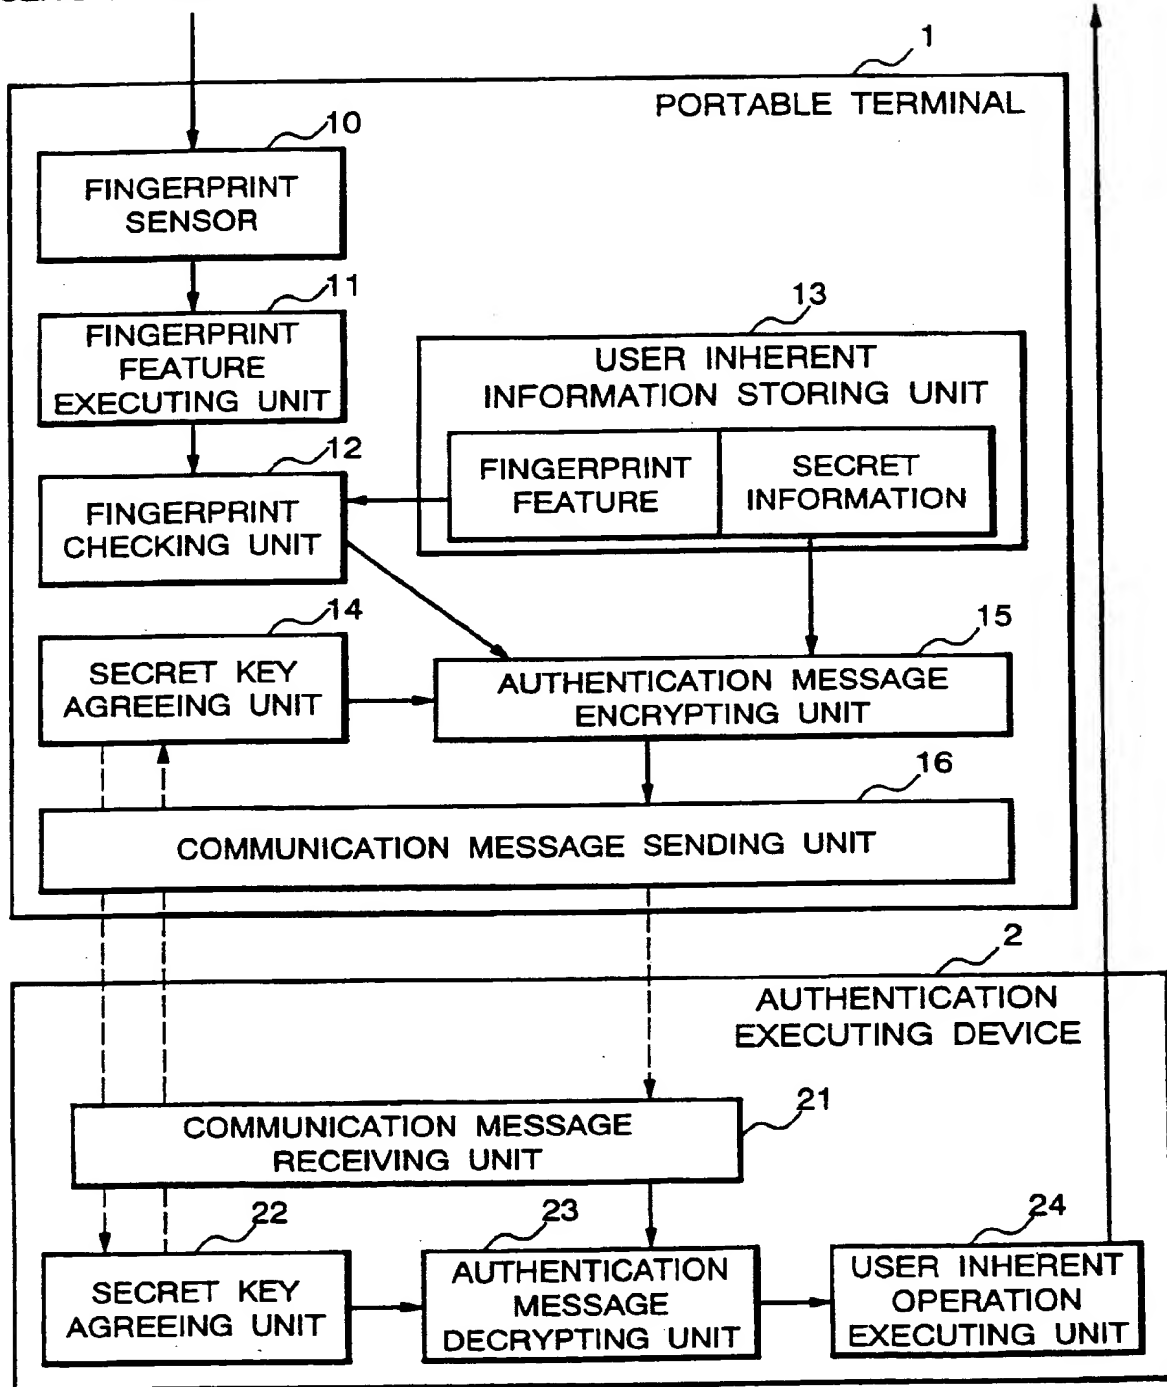 1
PORTABLE TERMINAL
10
FINGERPRINT
SENSOR
11
FINGERPRINT
FEATURE
EXECUTING UNIT
13
USER INHERENT
INFORMATION STORING UNIT
FINGERPRINT
FEATURE
SECRET
INFORMATION
12
FINGERPRINT
CHECKING UNIT
14
SECRET KEY
AGREEING UNIT
15
AUTHENTICATION MESSAGE
ENCRYPTING UNIT
16
COMMUNICATION MESSAGE SENDING UNIT
2
AUTHENTICATION
EXECUTING DEVICE
21
COMMUNICATION MESSAGE
RECEIVING UNIT
22
SECRET KEY
AGREEING UNIT
23
AUTHENTICATION
MESSAGE
DECRYPTING UNIT
24
USER INHERENT
OPERATION
EXECUTING UNIT